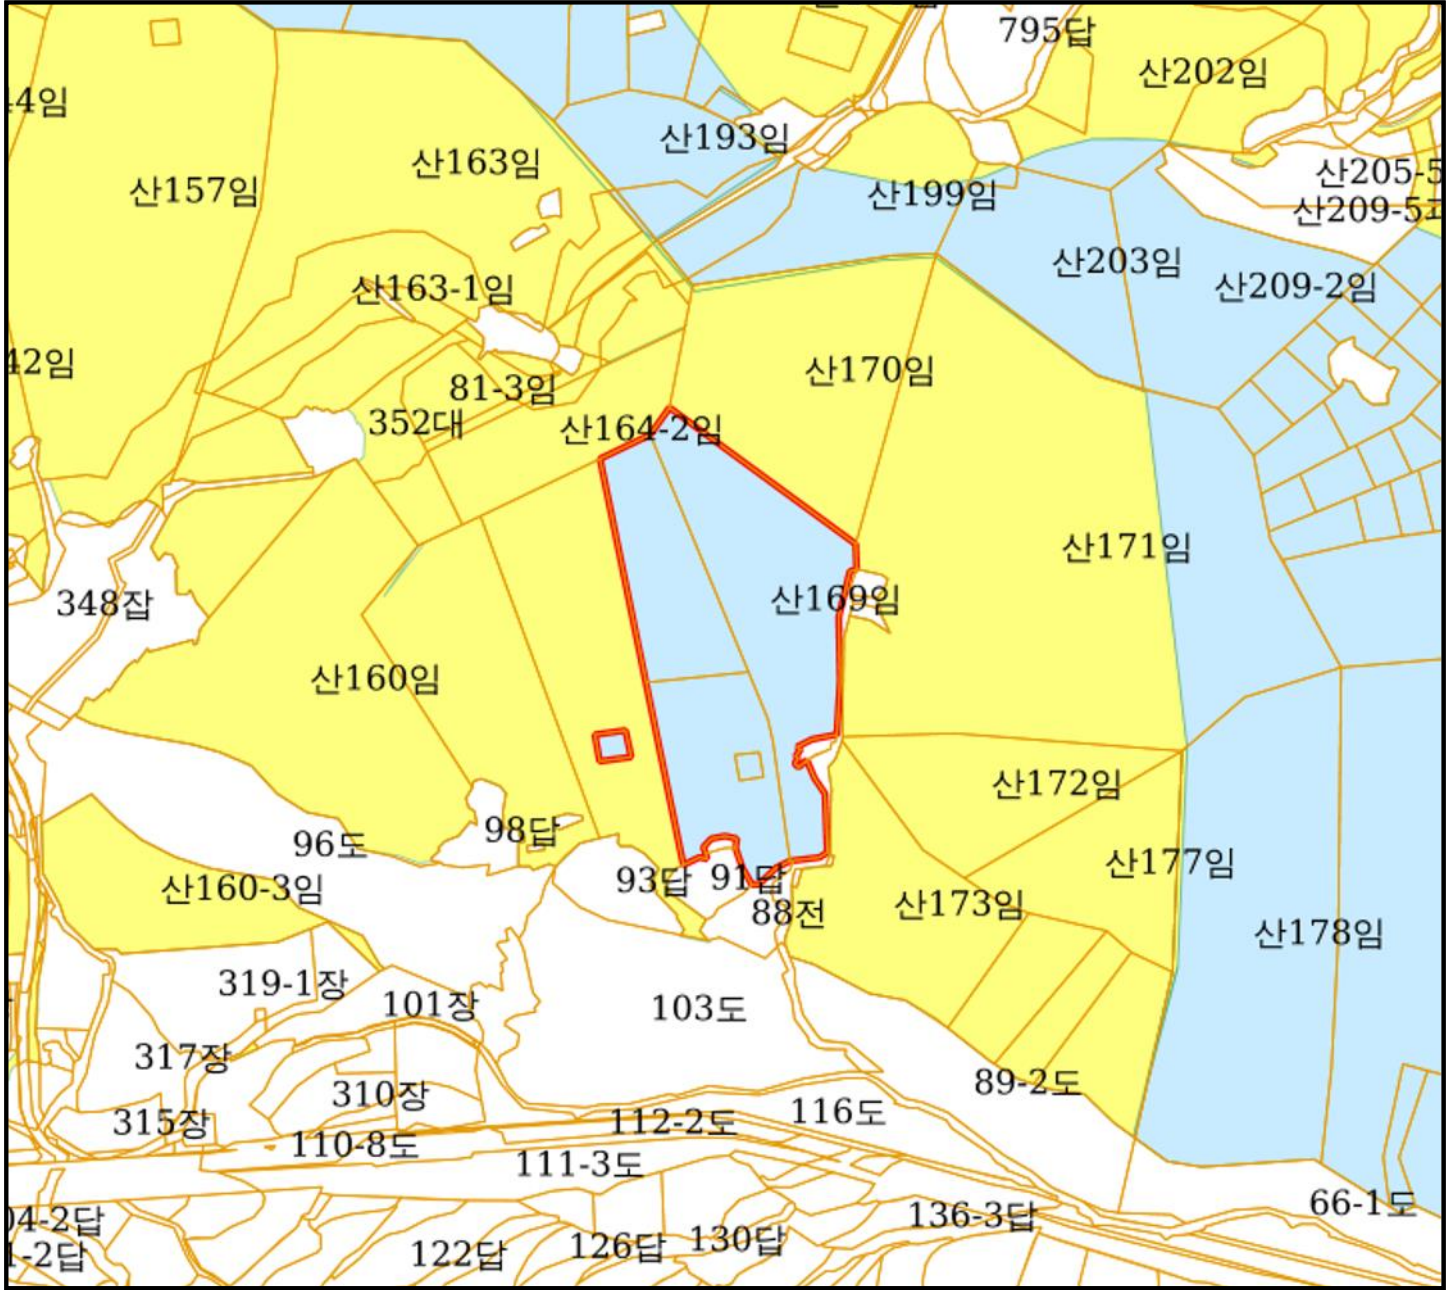 795답
산202임
44임
산193임
산163임
산205-5
산157임
산199임
산209-5
산203임
산209-2임
산163-1임
42임
산170임
81-3임
352대
산164-2임
산171임
348잡
산169임
산160임
산172임
98답
96도
산177임
93답
91답
산160-3임
88전
산173임
산178임
319-1장
101장
103도
317장
89-2도
310장
116도
315장
112-2도
110-8도
111-3도
66-1도
04-2답
136-3답
130답
126답
122답
1-2답